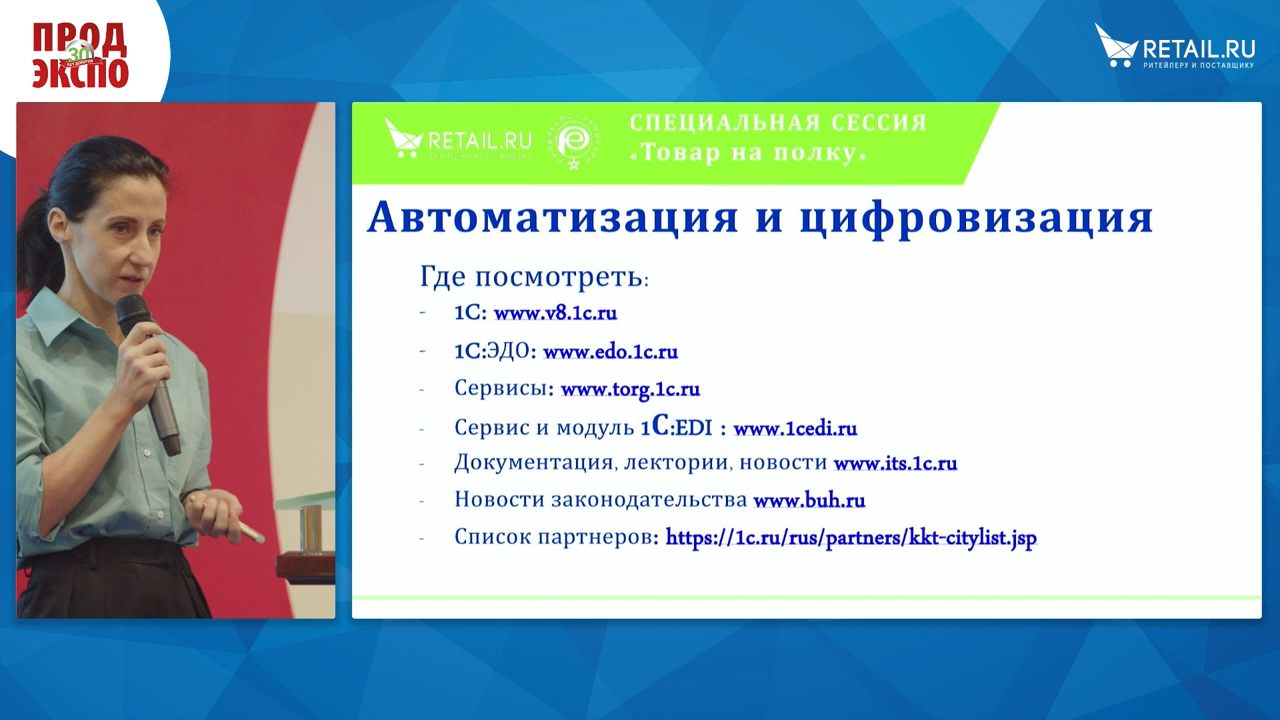 ПРОД
30
ЛЕТ ДОВЕРИЯ
ЭКСПО
RETAIL.RU
РИТЕЙЛЕРУ И ПОСТАВЩИКУ
RETAIL.RU
СПЕЦИАЛЬНАЯ СЕССИЯ
«Товар на полку»
Автоматизация и цифровизация
Где посмотреть:
- 1С: www.v8.1c.ru
- 1С:ЭДО: www.edo.1c.ru
- Сервисы: www.torg.1c.ru
- Сервис и модуль 1С:EDI : www.1cedi.ru
- Документация, лектории, новости www.its.1c.ru
- Новости законодательства www.buh.ru
- Список партнеров: https://1c.ru/rus/partners/kkt-citylist.jsp